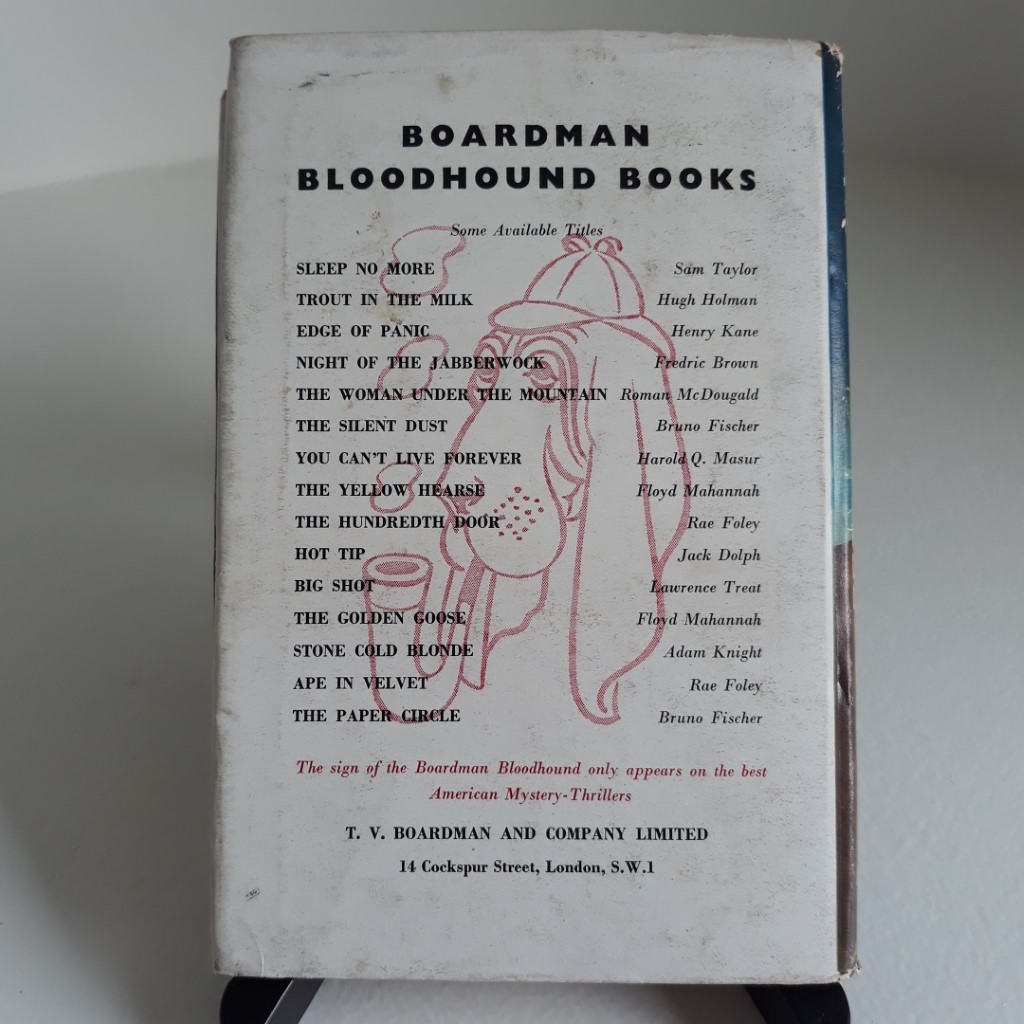 BOARDMAN
BLOODHOUND BOOKS
Some Available Titles
SLEEP NO MORE Sam Taylor
TROUT IN THE MILK Hugh Holman
EDGE OF PANIC Henry Kane
NIGHT OF THE JABBERWOCK Fredric Brown
THE WOMAN UNDER THE MOUNTAIN Roman McDougald
THE SILENT DUST Bruno Fischer
YOU CAN'T LIVE FOREVER Harold Q. Masur
THE YELLOW HEARSE Floyd Mahannah
THE HUNDREDTH DOOR Rae Foley
HOT TIP Jack Dolph
BIG SHOT Lawrence Treat
THE GOLDEN GOOSE Floyd Mahannah
STONE COLD BLONDE Adam Knight
APE IN VELVET Rae Foley
THE PAPER CIRCLE Bruno Fischer
The sign of the Boardman Bloodhound only appears on the best
American Mystery-Thrillers
T. V. BOARDMAN AND COMPANY LIMITED
14 Cockspur Street, London, S.W.1